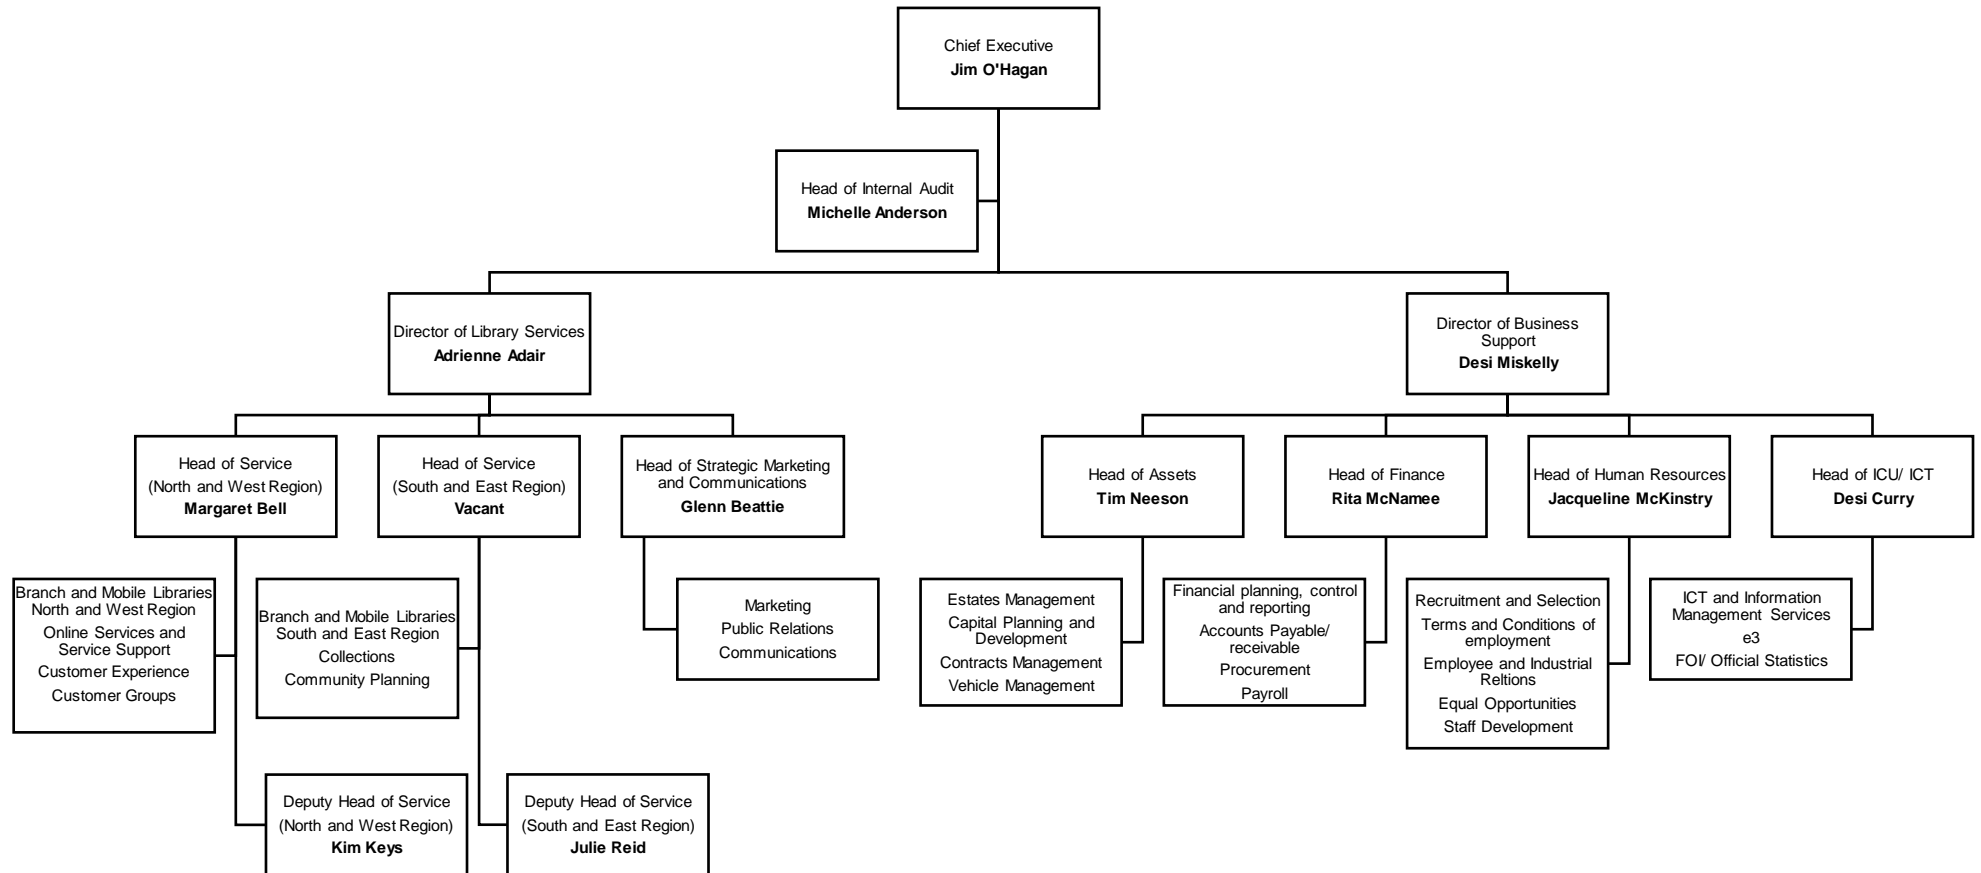 Chief Executive
Jim O'Hagan
Head of Internal Audit
Michelle Anderson
Director of Library Services
Adrienne Adair
Director of Business
Support
Desi Miskelly
Head of Service
(North and West Region)
Margaret Bell
Head of Service
(South and East Region)
Vacant
Head of Strategic Marketing
and Communications
Glenn Beattie
Head of Assets
Tim Neeson
Head of Finance
Rita McNamee
Head of Human Resources
Jacqueline McKinstry
Head of ICU/ ICT
Desi Curry
Branch and Mobile Libraries
North and West Region
Online Services and
Service Support
Customer Experience
Customer Groups
Branch and Mobile Libraries
South and East Region
Collections
Community Planning
Marketing
Public Relations
Communications
Estates Management
Capital Planning and
Development
Contracts Management
Vehicle Management
Financial planning, control
and reporting
Accounts Payable/
receivable
Procurement
Payroll
Recruitment and Selection
Terms and Conditions of
employment
Employee and Industrial
Reltions
Equal Opportunities
Staff Development
ICT and Information
Management Services
e3
FOI/ Official Statistics
Deputy Head of Service
(North and West Region)
Kim Keys
Deputy Head of Service
(South and East Region)
Julie Reid